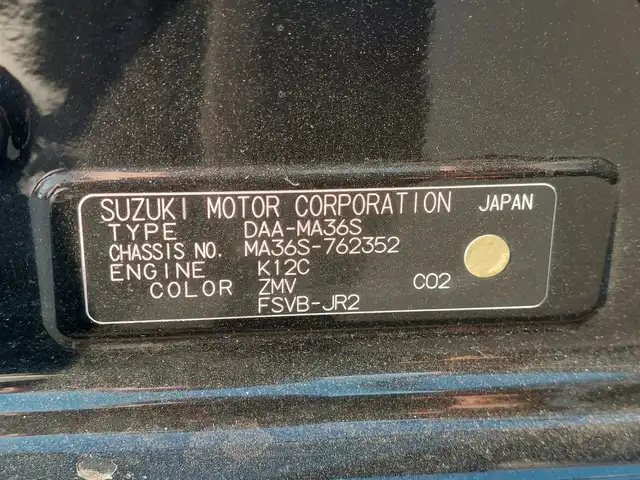 SUZUKI MOTOR CORPORATION JAPAN
TYPE DAA-MA36S
CHASSIS NO. MA36S-762352
ENGINE K12C
COLOR ZMV C02
FSVB-JR2